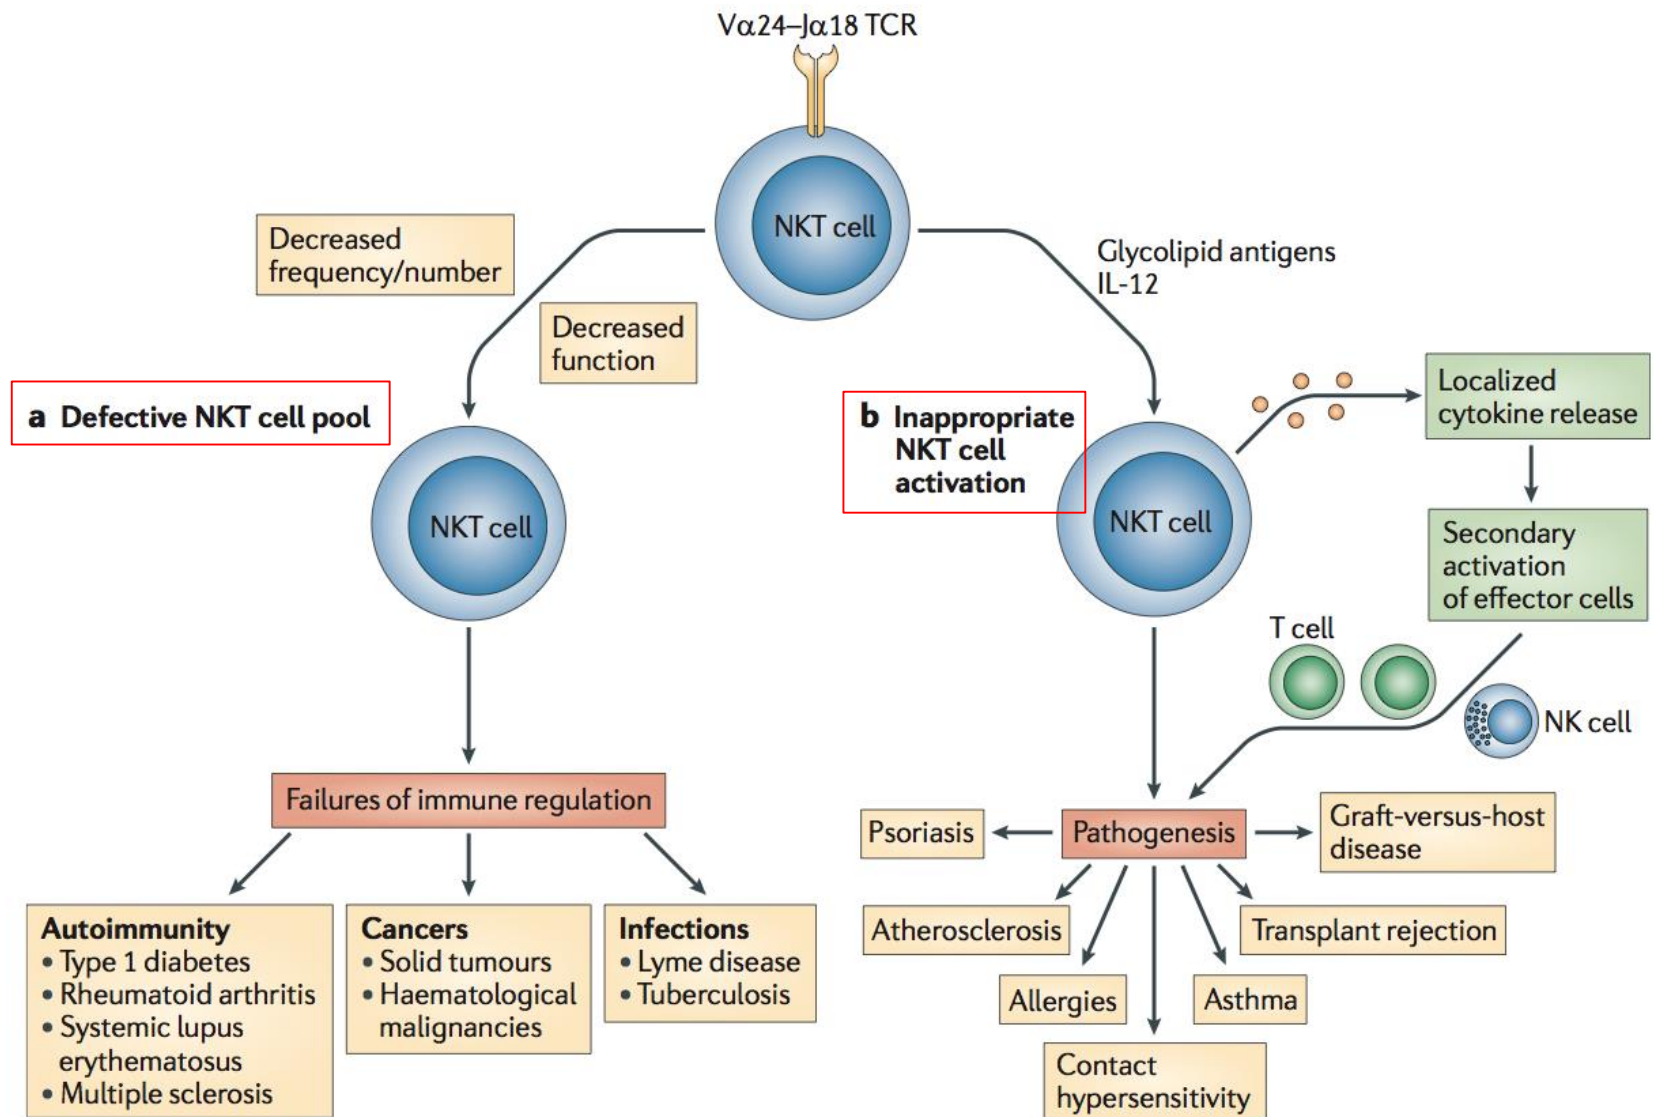 Vα24–Jα18 TCR
NKT cell
Decreased
frequency/number
Decreased
function
Glycolipid antigens
IL-12
a Defective NKT cell pool
NKT cell
b Inappropriate
NKT cell
activation
NKT cell
Localized
cytokine release
Secondary
activation
of effector cells
T cell
NK cell
Failures of immune regulation
Autoimmunity
• Type 1 diabetes
• Rheumatoid arthritis
• Systemic lupus
erythematosus
• Multiple sclerosis
Cancers
• Solid tumours
• Haematological
malignancies
Infections
• Lyme disease
• Tuberculosis
Psoriasis
Pathogenesis
Graft-versus-host
disease
Atherosclerosis
Transplant rejection
Allergies
Asthma
Contact
hypersensitivity